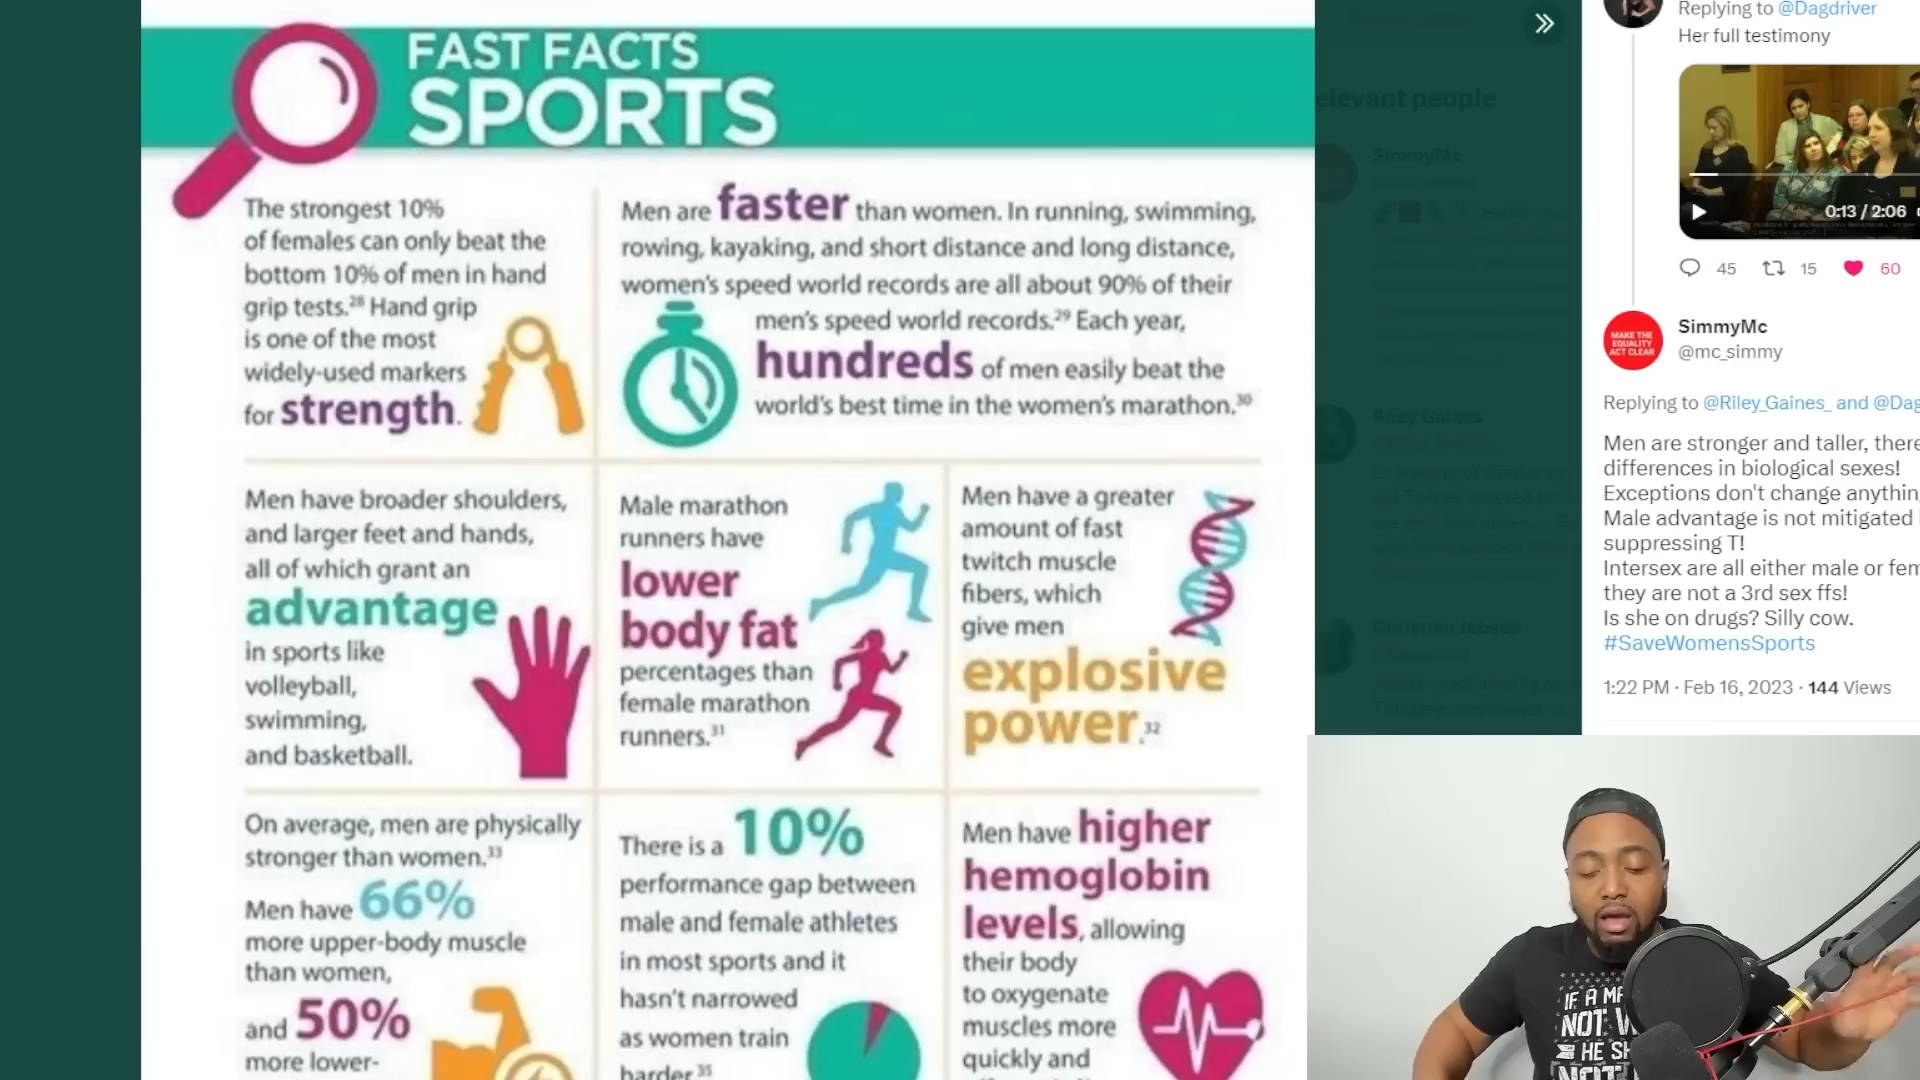 FAST FACTS
SPORTS
The strongest 10%
of females can only beat the
bottom 10% of men in hand
grip tests.²⁸ Hand grip
is one of the most
widely-used markers
for strength.
Men are faster than women. In running, swimming,
rowing, kayaking, and short distance and long distance,
women's speed world records are all about 90% of their
men's speed world records.²⁹ Each year,
hundreds of men easily beat the
world's best time in the women's marathon.³⁰
Men have broader shoulders,
and larger feet and hands,
all of which grant an
advantage
in sports like
volleyball,
swimming,
and basketball.
Male marathon
runners have
lower
body fat
percentages than
female marathon
runners.³¹
Men have a greater
amount of fast
twitch muscle
fibers, which
give men
explosive
power.³²
On average, men are physically
stronger than women.³³
Men have 66%
more upper-body muscle
than women,
and 50%
more lower-
There is a 10%
performance gap between
male and female athletes
in most sports and it
hasn't narrowed
as women train
harder.³⁵
Men have higher
hemoglobin
levels, allowing
their body
to oxygenate
muscles more
quickly and
elevant people
SimmyMc
Riley Gaines
Christian Jebsen
Replying to @Dagdriver
Her full testimony
0:13 / 2:06
45 15 60
MAKE THE
EQUALITY
ACT CLEAR
SimmyMc
@mc_simmy
Replying to @Riley_Gaines_ and @Dag
Men are stronger and taller, there
differences in biological sexes!
Exceptions don't change anythin
Male advantage is not mitigated
suppressing T!
Intersex are all either male or fem
they are not a 3rd sex ffs!
Is she on drugs? Silly cow.
#SaveWomensSports
1:22 PM · Feb 16, 2023 · 144 Views
IF A MA
NOT W
HE SH
NOT